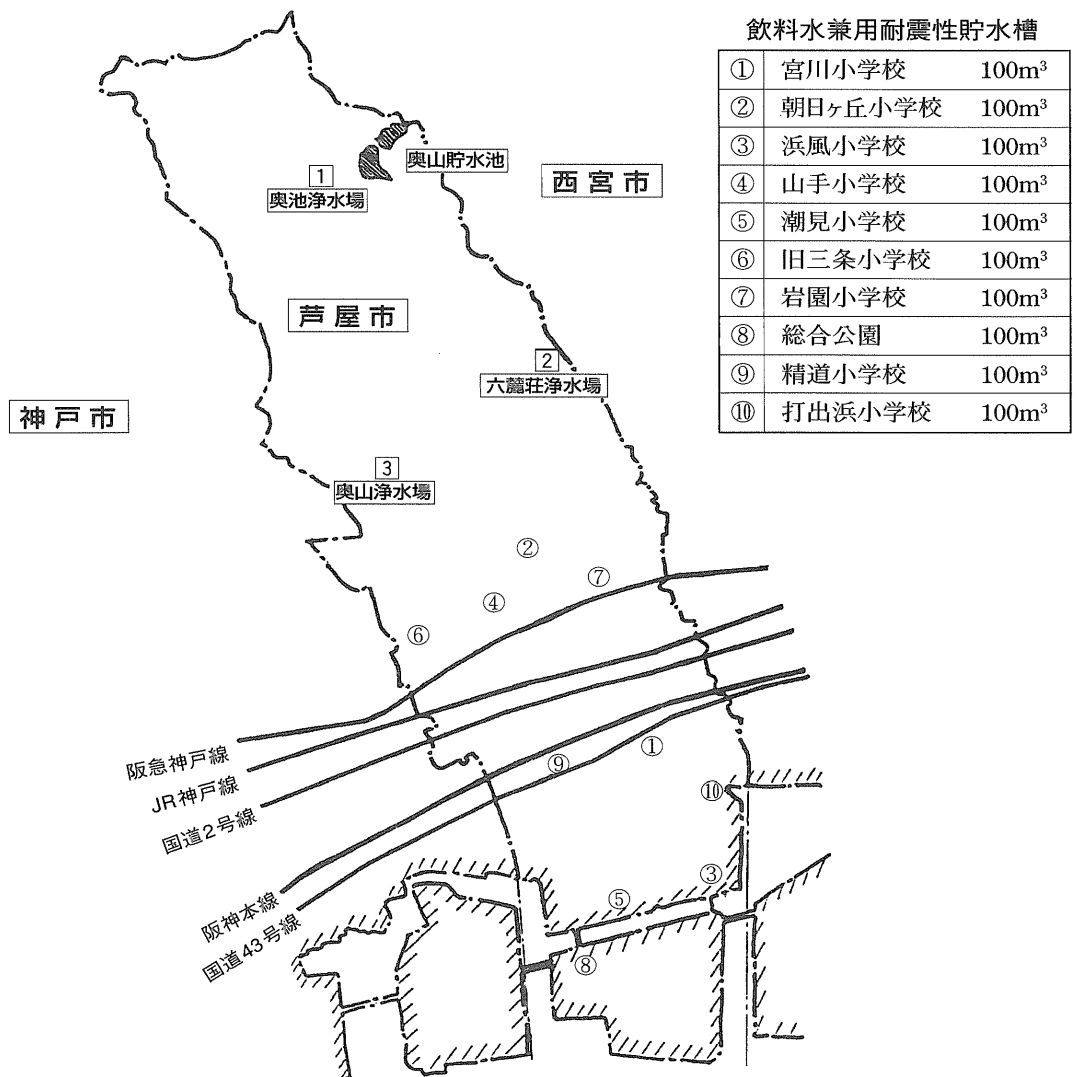 飲料水兼用耐震性貯水槽
① 宮川小学校 100m³
② 朝日ヶ丘小学校 100m³
③ 浜風小学校 100m³
④ 山手小学校 100m³
⑤ 潮見小学校 100m³
⑥ 旧三条小学校 100m³
⑦ 岩園小学校 100m³
⑧ 総合公園 100m³
⑨ 精道小学校 100m³
⑩ 打出浜小学校 100m³
奥山貯水池
1
奥池浄水場
西宮市
芦屋市
2
六麓荘浄水場
神戸市
3
奥山浄水場
②
⑦
④
⑥
阪急神戸線
JR神戸線
国道2号線
阪神本線
国道43号線
①
⑨
⑩
③
⑤
⑧